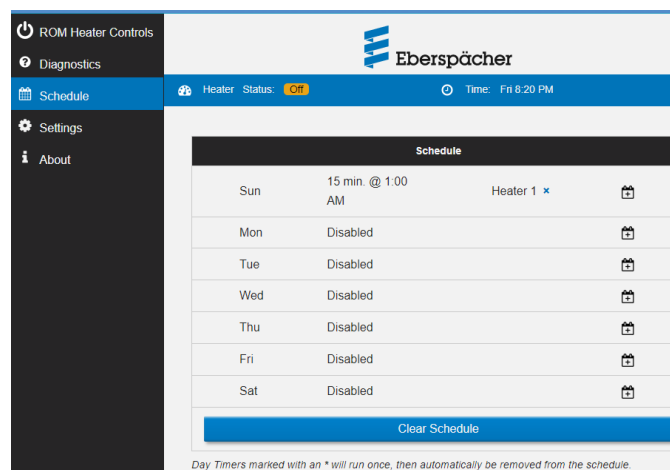 ROM Heater Controls
Diagnostics
Schedule
Settings
About
Eberspächer
Heater Status: Off Time: Fri 8:20 PM
Schedule
Sun 15 min. @ 1:00 AM Heater 1 ×
Mon Disabled
Tue Disabled
Wed Disabled
Thu Disabled
Fri Disabled
Sat Disabled
Clear Schedule
Day Timers marked with an * will run once, then automatically be removed from the schedule.